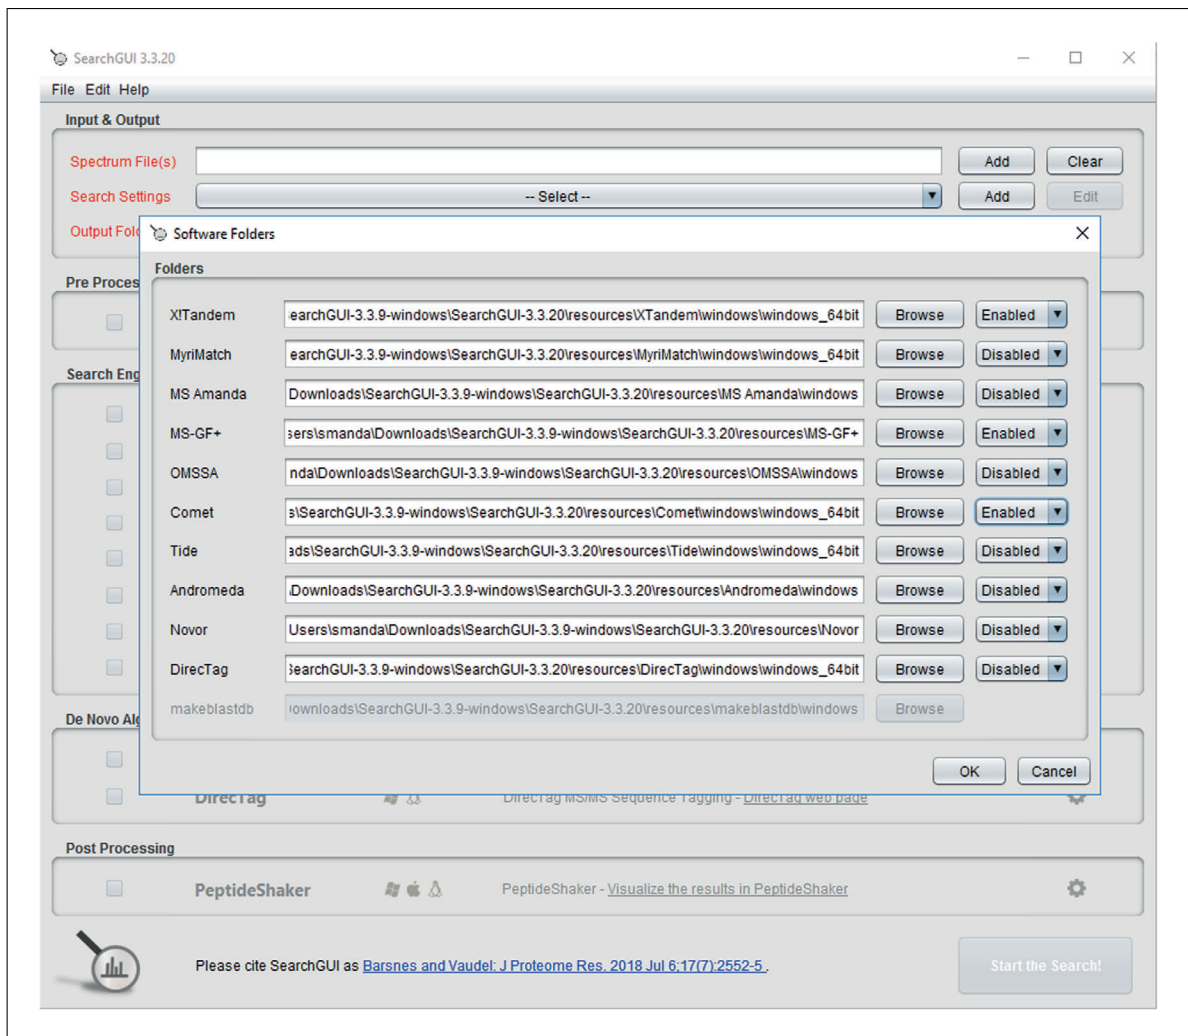 SearchGUI 3.3.20
File Edit Help
Input & Output
Spectrum File(s) Add Clear
Search Settings -- Select -- Add Edit
Output Fol
Software Folders
Folders
Pre Proces
X!Tandem earchGUI-3.3.9-windows\SearchGUI-3.3.20\resources\XTandem\windows\windows_64bit Browse Enabled
MyriMatch earchGUI-3.3.9-windows\SearchGUI-3.3.20\resources\MyriMatch\windows\windows_64bit Browse Disabled
Search Eng
MS Amanda Downloads\SearchGUI-3.3.9-windows\SearchGUI-3.3.20\resources\MS Amanda\windows Browse Disabled
MS-GF+ sers\smanda\Downloads\SearchGUI-3.3.9-windows\SearchGUI-3.3.20\resources\MS-GF+ Browse Enabled
OMSSA nda\Downloads\SearchGUI-3.3.9-windows\SearchGUI-3.3.20\resources\OMSSA\windows Browse Disabled
Comet s\SearchGUI-3.3.9-windows\SearchGUI-3.3.20\resources\Comet\windows\windows_64bit Browse Enabled
Tide ads\SearchGUI-3.3.9-windows\SearchGUI-3.3.20\resources\Tide\windows\windows_64bit Browse Disabled
Andromeda \Downloads\SearchGUI-3.3.9-windows\SearchGUI-3.3.20\resources\Andromeda\windows Browse Disabled
Novor Users\smanda\Downloads\SearchGUI-3.3.9-windows\SearchGUI-3.3.20\resources\Novor Browse Disabled
DirecTag SearchGUI-3.3.9-windows\SearchGUI-3.3.20\resources\DirecTag\windows\windows_64bit Browse Disabled
makeblastdb ownloads\SearchGUI-3.3.9-windows\SearchGUI-3.3.20\resources\makeblastdb\windows Browse
De Novo Alg
OK Cancel
DirecTag DirecTag MS/MS Sequence Tagging - DirecTag web page
Post Processing
PeptideShaker PeptideShaker - Visualize the results in PeptideShaker
Please cite SearchGUI as Barsnes and Vaudel: J Proteome Res. 2018 Jul 6;17(7):2552-5 .
Start the Search!